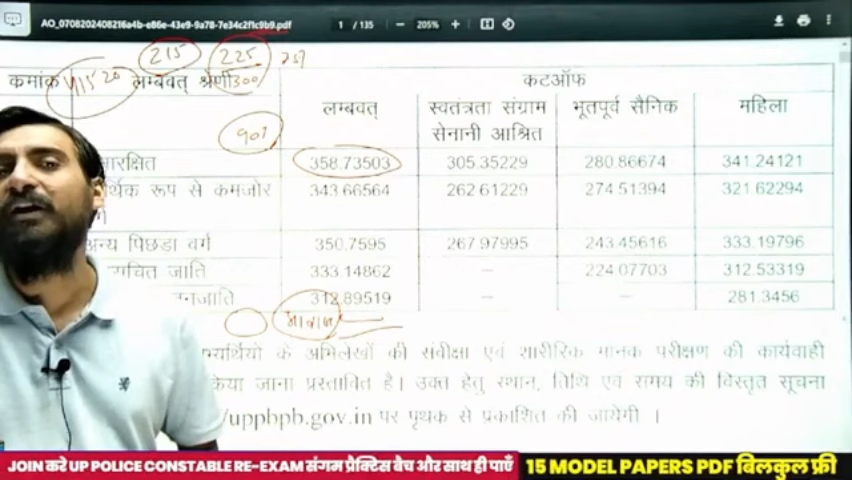 AO_0708202408216a4b-e86e-43e9-9a78-7e34c2f1c9b9.pdf 1 / 135 205%
215 225
300
कमांक लम्बवत् श्रेणी कटऑफ
लम्बवत् स्वतंत्रता संग्राम सेनानी आश्रित भूतपूर्व सैनिक महिला
90%
358.73503 305.35229 280.86674 341.24121
रूप से कमजोर 343.66564 262.61229 274.51394 321.62294
अन्य पिछडा वर्ग 350.7595 267.97995 243.45616 333.19796
जाति 333.14862 – 224.07703 312.53319
312.89519 – – 281.3456
के अभिलेखों की संवीक्षा एवं शारीरिक मानक परीक्षण की कार्यवाही
किया जाना प्रस्तावित है। उक्त हेतु स्थान, तिथि एवं समय की विस्तृत सूचना
/uppbpb.gov.in पर पृथक से प्रकाशित की जायेगी ।
JOIN करे UP POLICE CONSTABLE RE-EXAM संगम प्रैक्टिस बैच और साथ ही पाएँ 15 MODEL PAPERS PDF बिलकुल फ्री